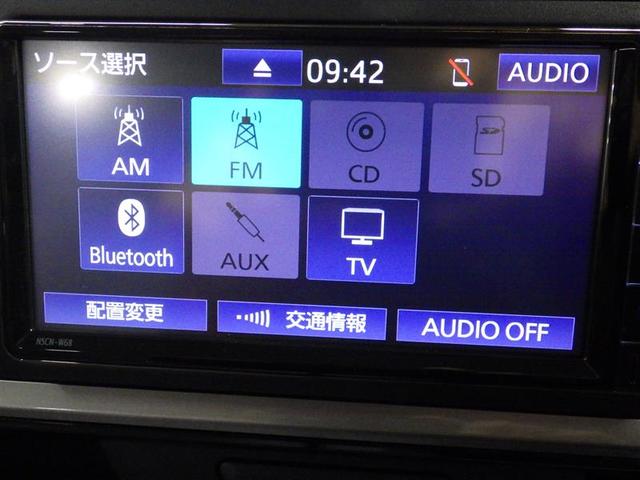 ソース選択
09:42
AUDIO
AM
FM
CD
SD
Bluetooth
AUX
TV
配置変更
交通情報
AUDIO OFF
NSCN-W68